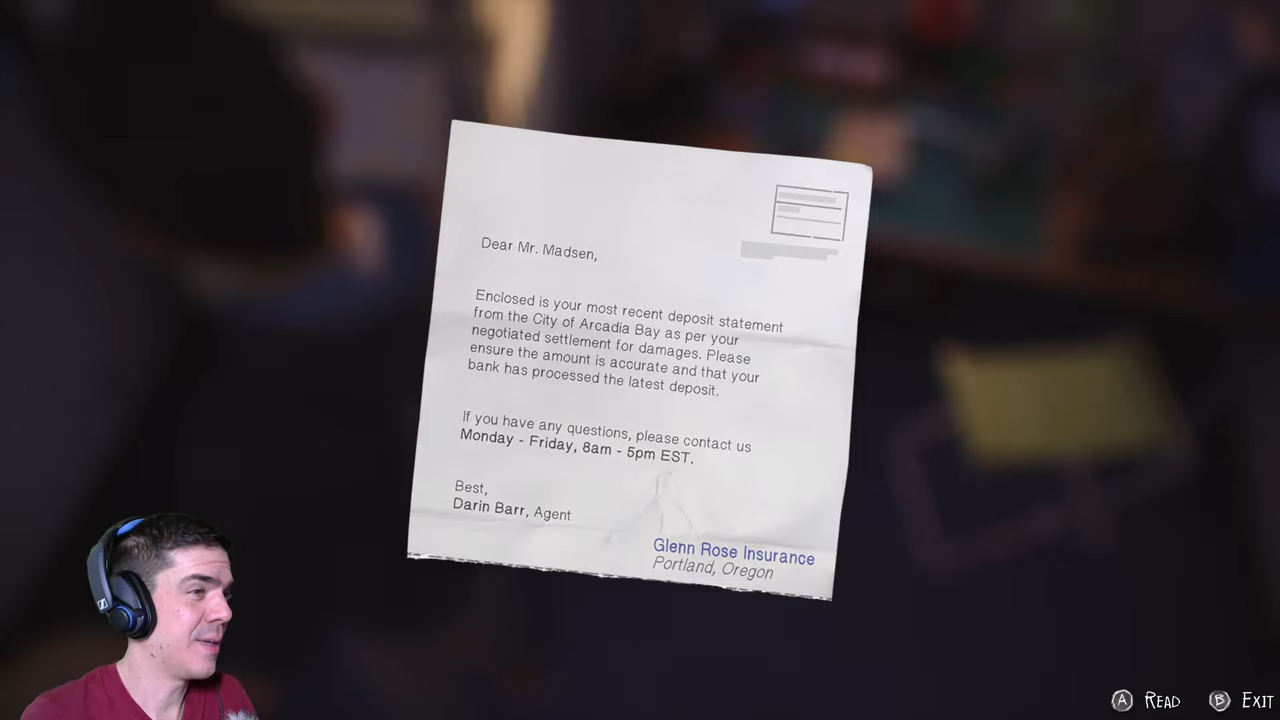 Dear Mr. Madsen,
Enclosed is your most recent deposit statement
from the City of Arcadia Bay as per your
negotiated settlement for damages. Please
ensure the amount is accurate and that your
bank has processed the latest deposit.
If you have any questions, please contact us
Monday - Friday, 8am - 5pm EST.
Best,
Darin Barr, Agent
Glenn Rose Insurance
Portland, Oregon
A READ B EXIT